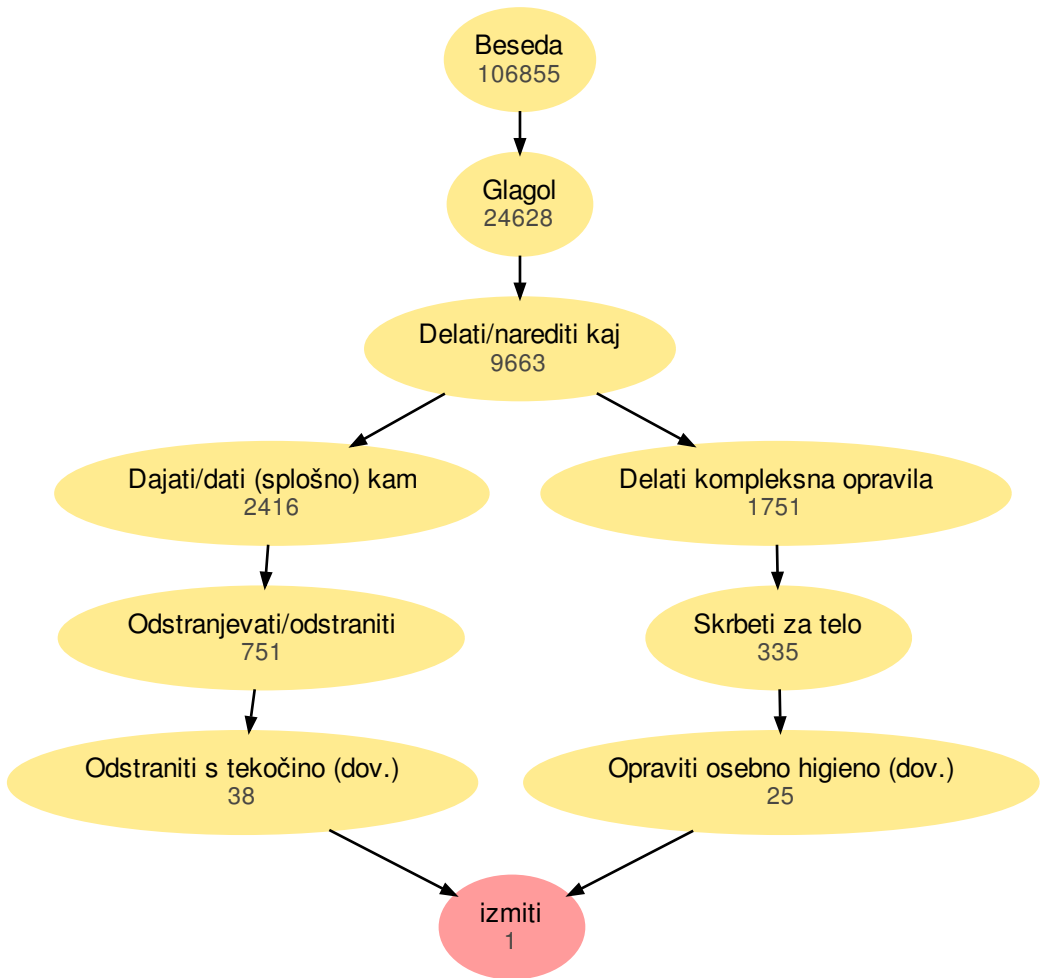 Beseda
106855
Glagol
24628
Delati/narediti kaj
9663
Dajati/dati (splošno) kam
2416
Delati kompleksna opravila
1751
Odstranjevati/odstraniti
751
Skrbeti za telo
335
Odstraniti s tekočino (dov.)
38
Opraviti osebno higieno (dov.)
25
izmiti
1